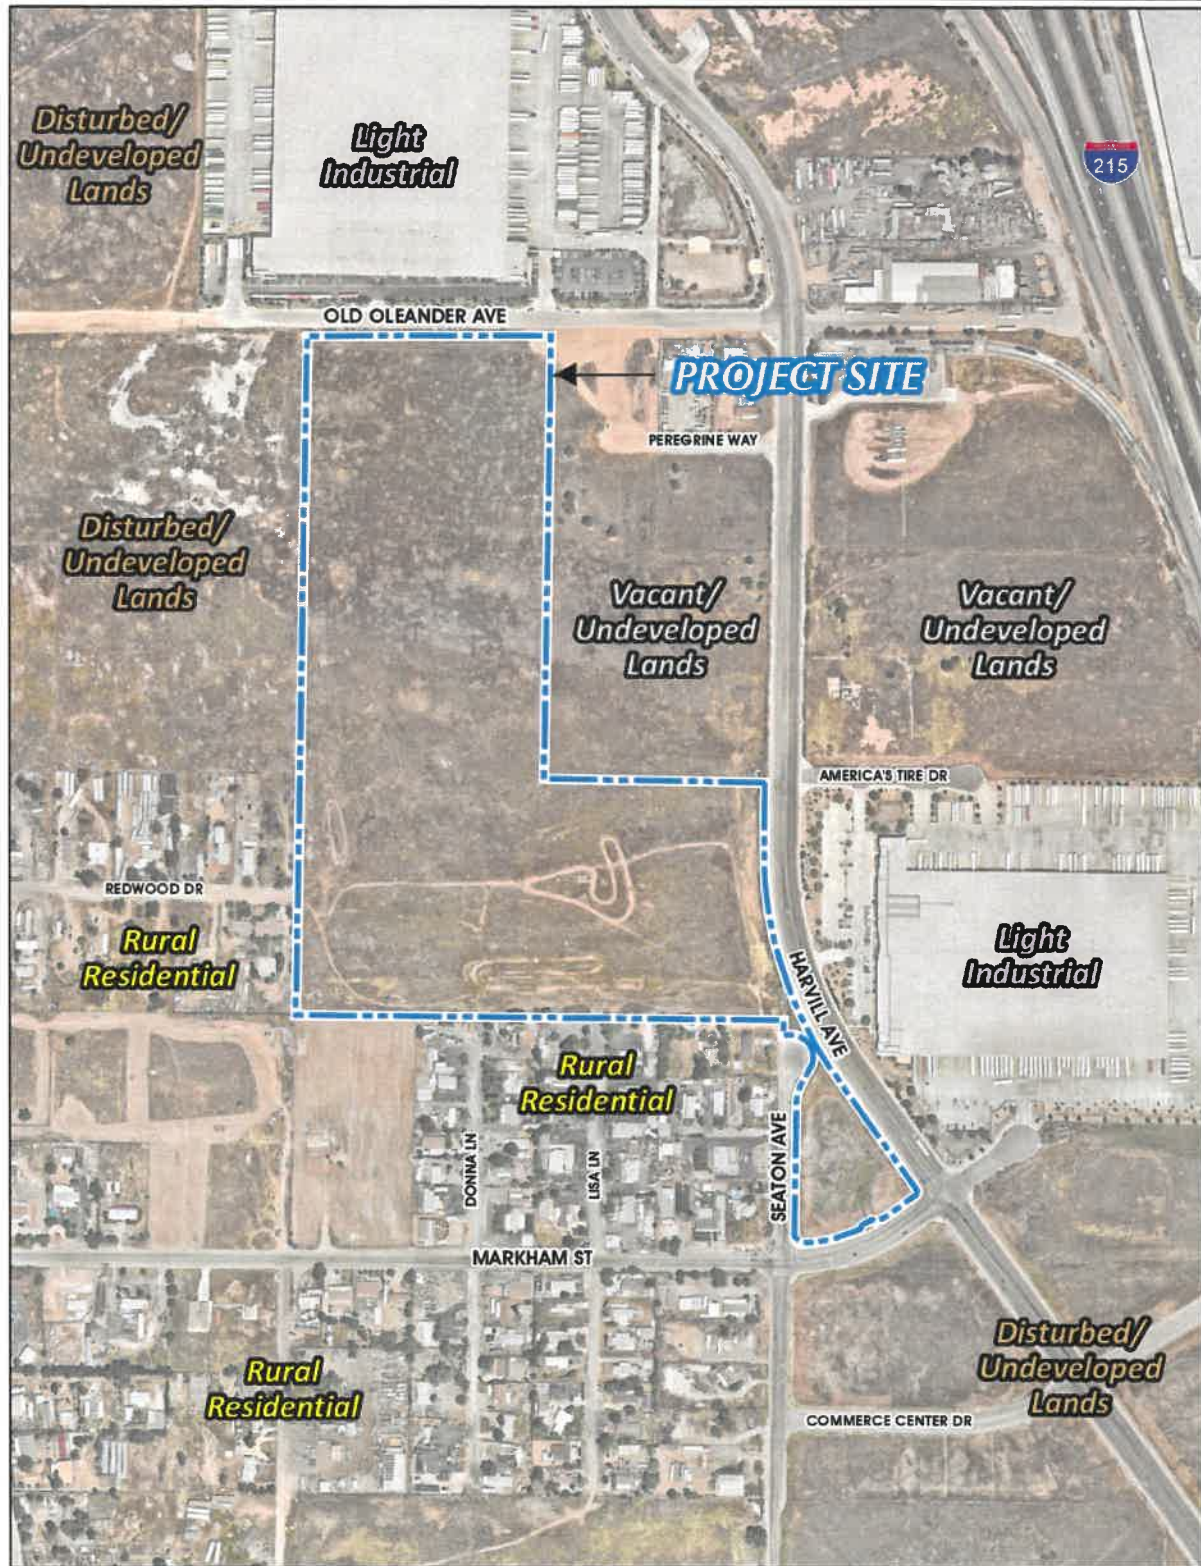 Disturbed/
Undeveloped
Lands
Light
Industrial
215
OLD OLEANDER AVE
PROJECT SITE
PEREGRINE WAY
Disturbed/
Undeveloped
Lands
Vacant/
Undeveloped
Lands
Vacant/
Undeveloped
Lands
AMERICA'S TIRE DR
REDWOOD DR
Rural
Residential
HARVILL AVE
Light
Industrial
Rural
Residential
DONNA LN
LISA LN
SEATON AVE
MARKHAM ST
Rural
Residential
Disturbed/
Undeveloped
Lands
COMMERCE CENTER DR